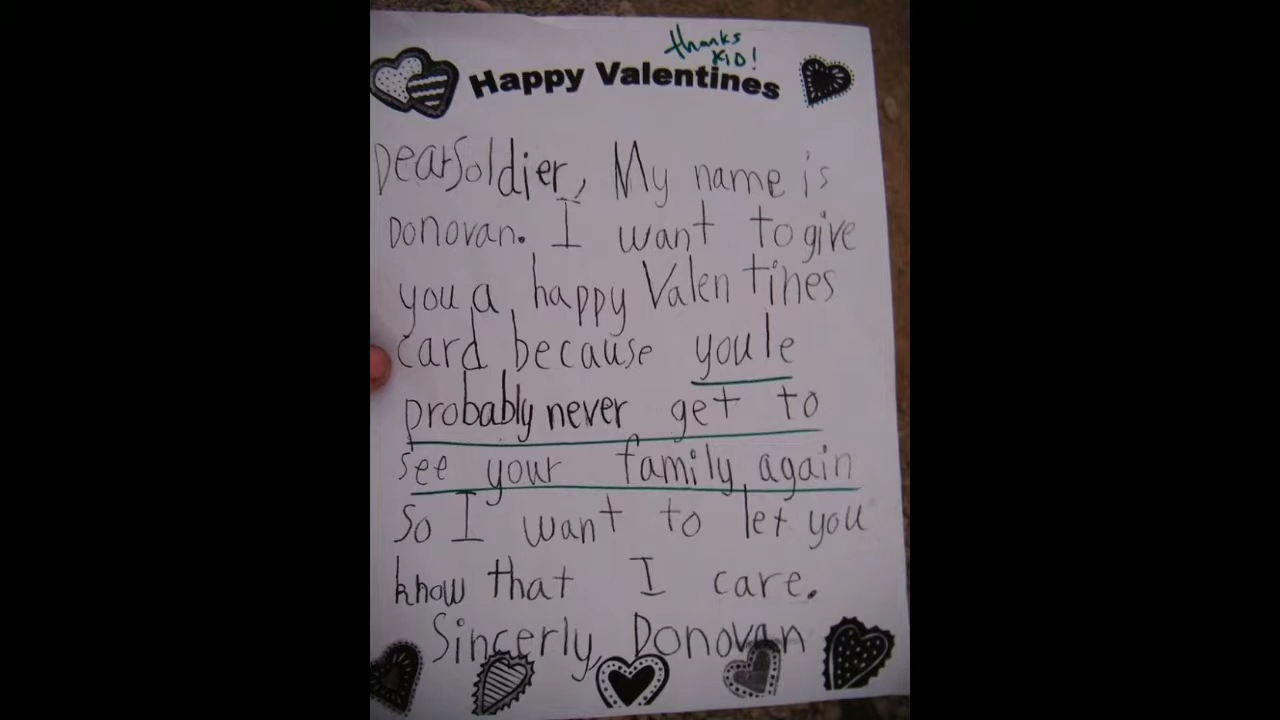 thanks
KID!
Happy Valentines
Dear Soldier, My name is
Donovan. I want to give
you a happy Valentines
card because youle
probably never get to
see your family again
So I want to let you
know that I care.
Sincerly, Donovan